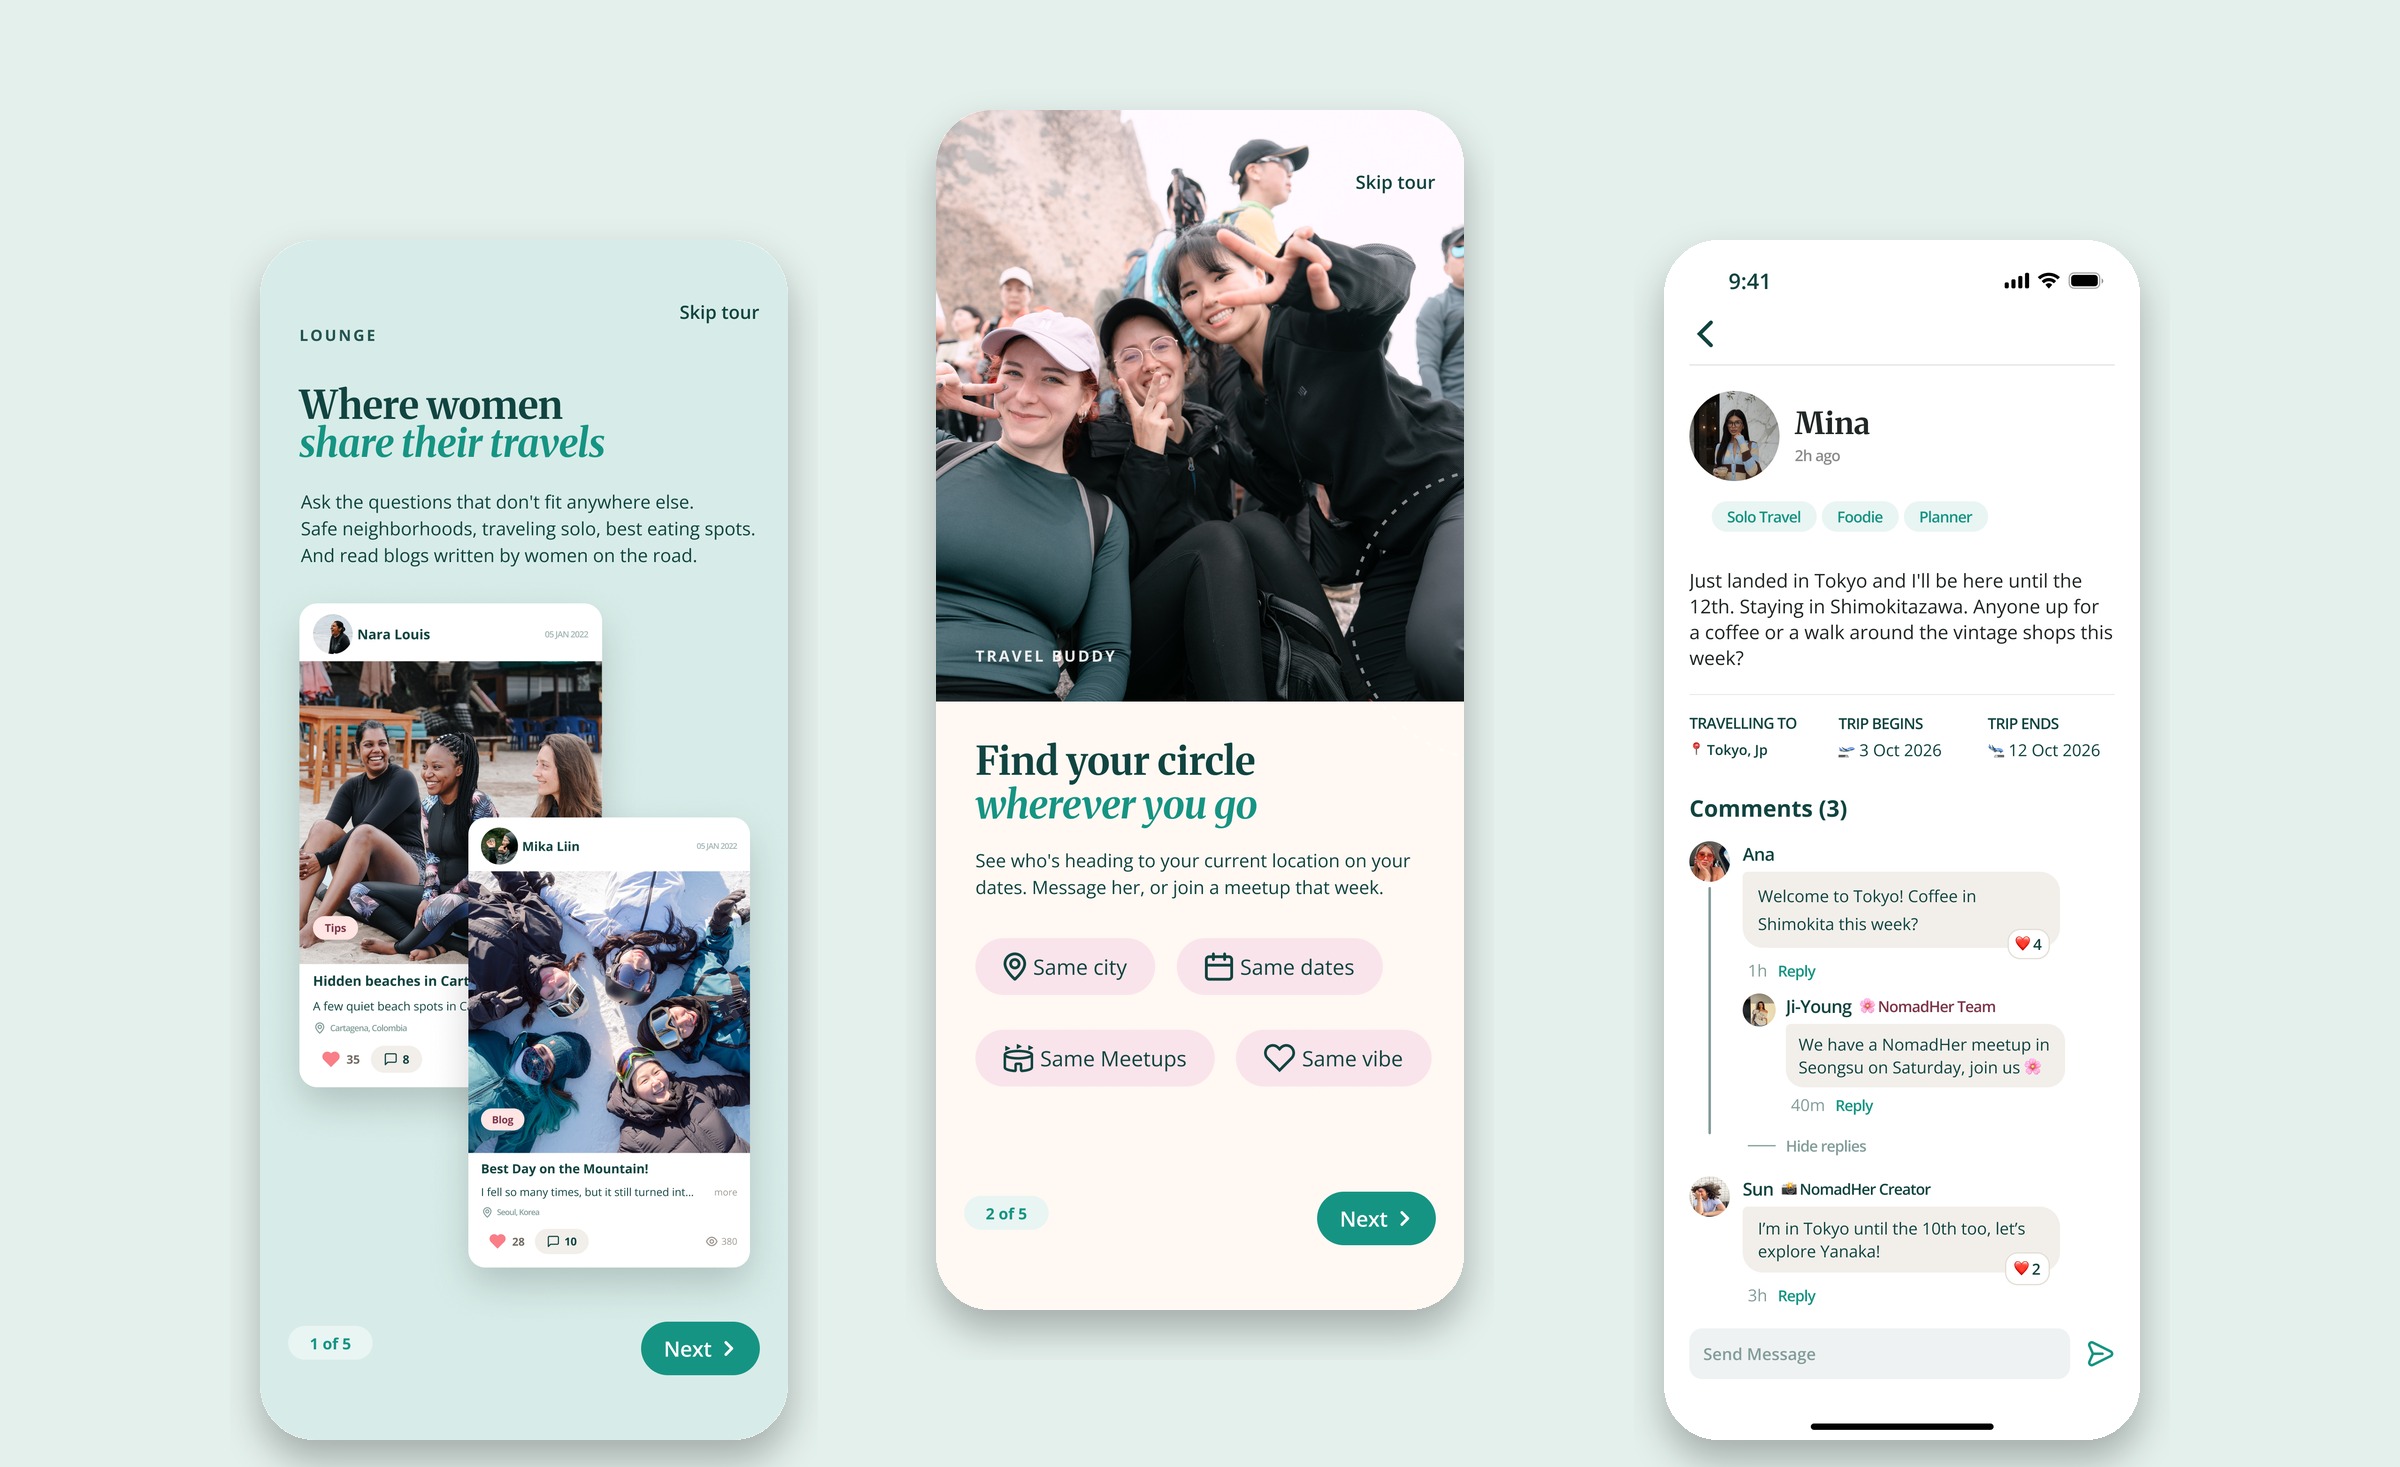 Skip tour
LOUNGE
Where women
share their travels
Ask the questions that don't fit anywhere else.
Safe neighborhoods, traveling solo, best eating spots.
And read blogs written by women on the road.
Nara Louis
05 JAN 2022
Tips
Hidden beaches in Cart
A few quiet beach spots in C
Cartagena, Colombia
35
8
Mika Liin
05 JAN 2022
Blog
Best Day on the Mountain!
I fell so many times, but it still turned int...
more
Seoul, Korea
28
10
380
1 of 5
Next
Skip tour
TRAVEL BUDDY
Find your circle
wherever you go
See who's heading to your current location on your
dates. Message her, or join a meetup that week.
Same city
Same dates
Same Meetups
Same vibe
2 of 5
Next
9:41
Mina
2h ago
Solo Travel
Foodie
Planner
Just landed in Tokyo and I'll be here until the
12th. Staying in Shimokitazawa. Anyone up for
a coffee or a walk around the vintage shops this
week?
TRAVELLING TO
📍 Tokyo, Jp
TRIP BEGINS
🛫 3 Oct 2026
TRIP ENDS
🛬 12 Oct 2026
Comments (3)
Ana
Welcome to Tokyo! Coffee in
Shimokita this week?
❤️ 4
1h Reply
Ji-Young 🌸 NomadHer Team
We have a NomadHer meetup in
Seongsu on Saturday, join us 🌸
40m Reply
Hide replies
Sun 📸 NomadHer Creator
I’m in Tokyo until the 10th too, let’s
explore Yanaka!
❤️ 2
3h Reply
Send Message